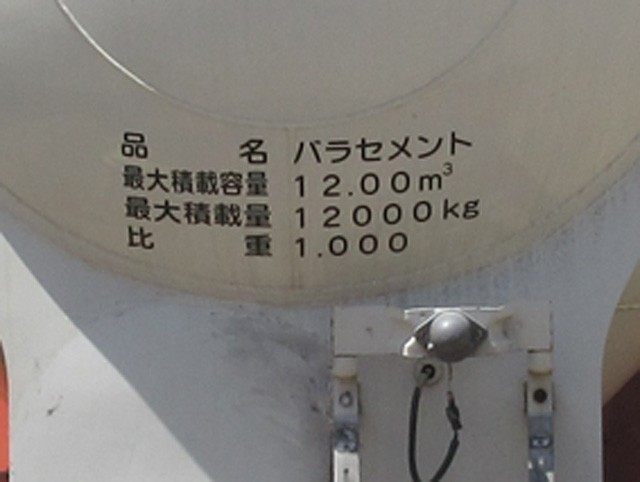 品名 バラセメント
最大積載容量 12.00m³
最大積載量 12000kg
比重 1.000